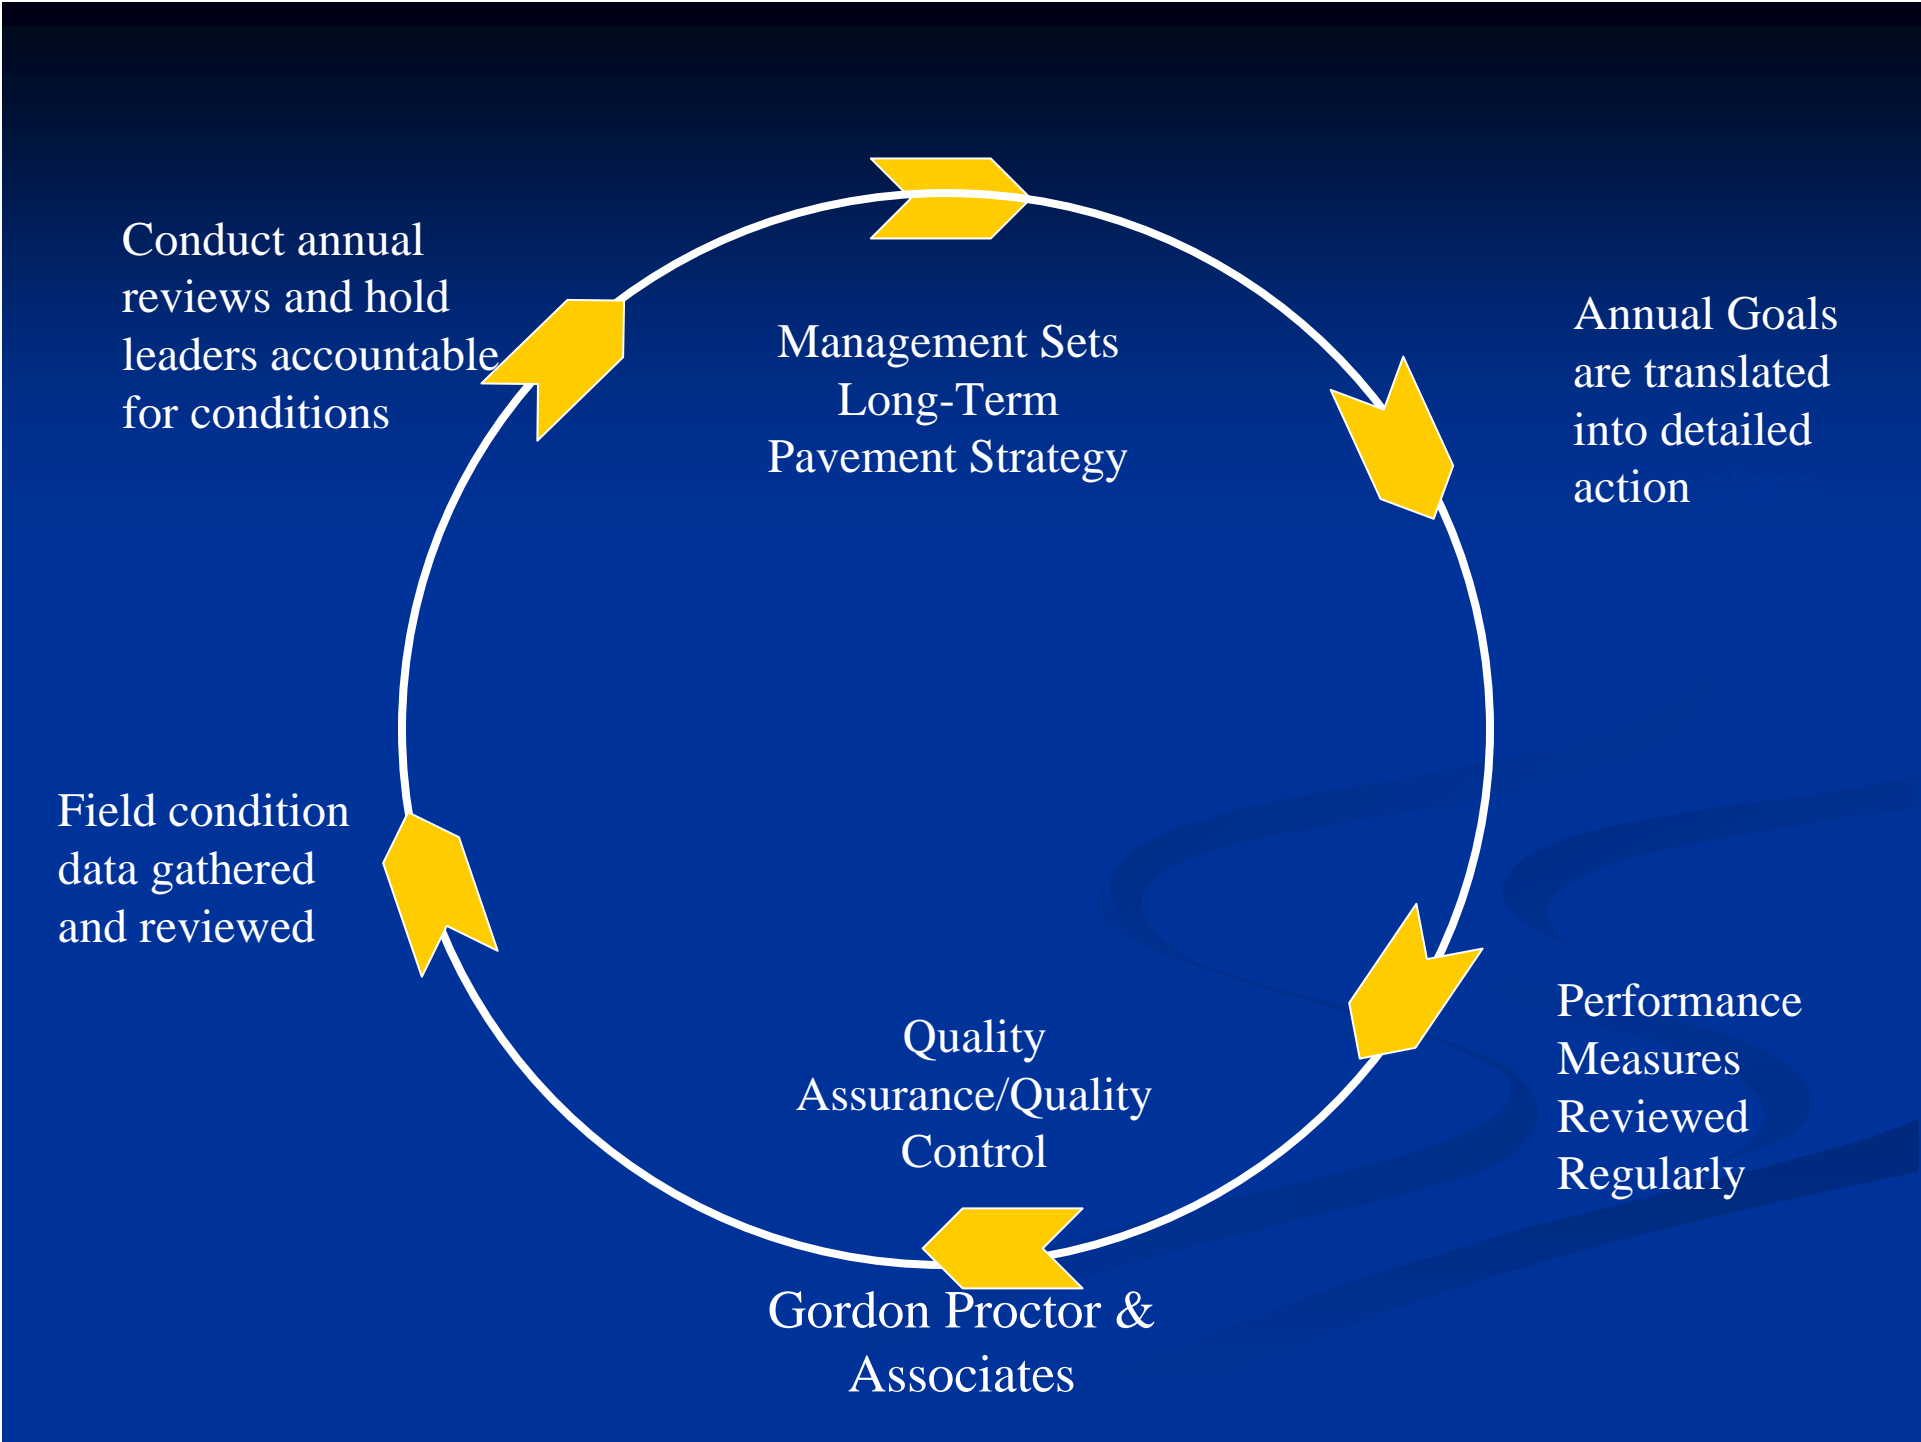 Conduct annual
reviews and hold
leaders accountable
for conditions
Management Sets
Long-Term
Pavement Strategy
Annual Goals
are translated
into detailed
action
Field condition
data gathered
and reviewed
Quality
Assurance/Quality
Control
Performance
Measures
Reviewed
Regularly
Gordon Proctor &
Associates